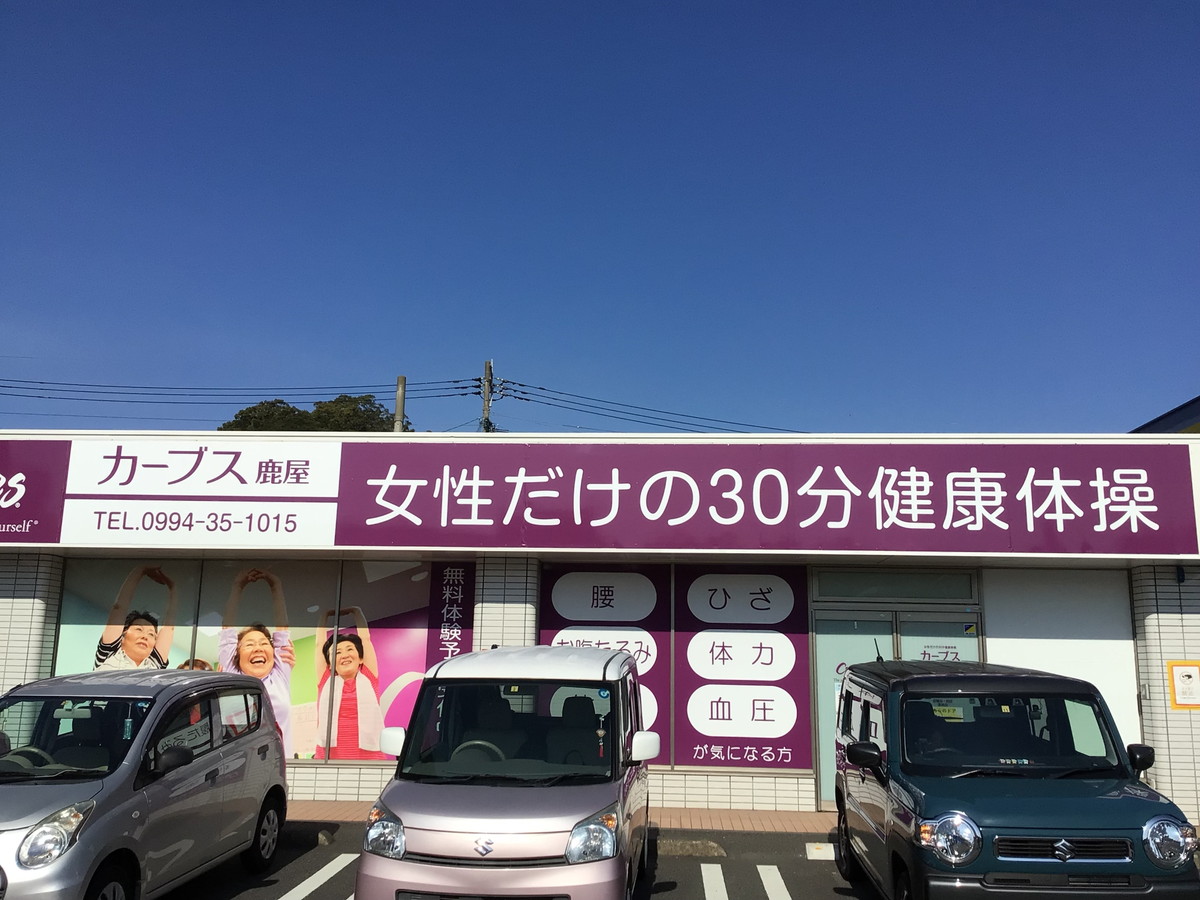 カーブス 鹿屋
TEL.0994-35-1015
女性だけの30分健康体操
無料体験予
腰
ひざ
お腹たるみ
体力
血圧
が気になる方
カーブス